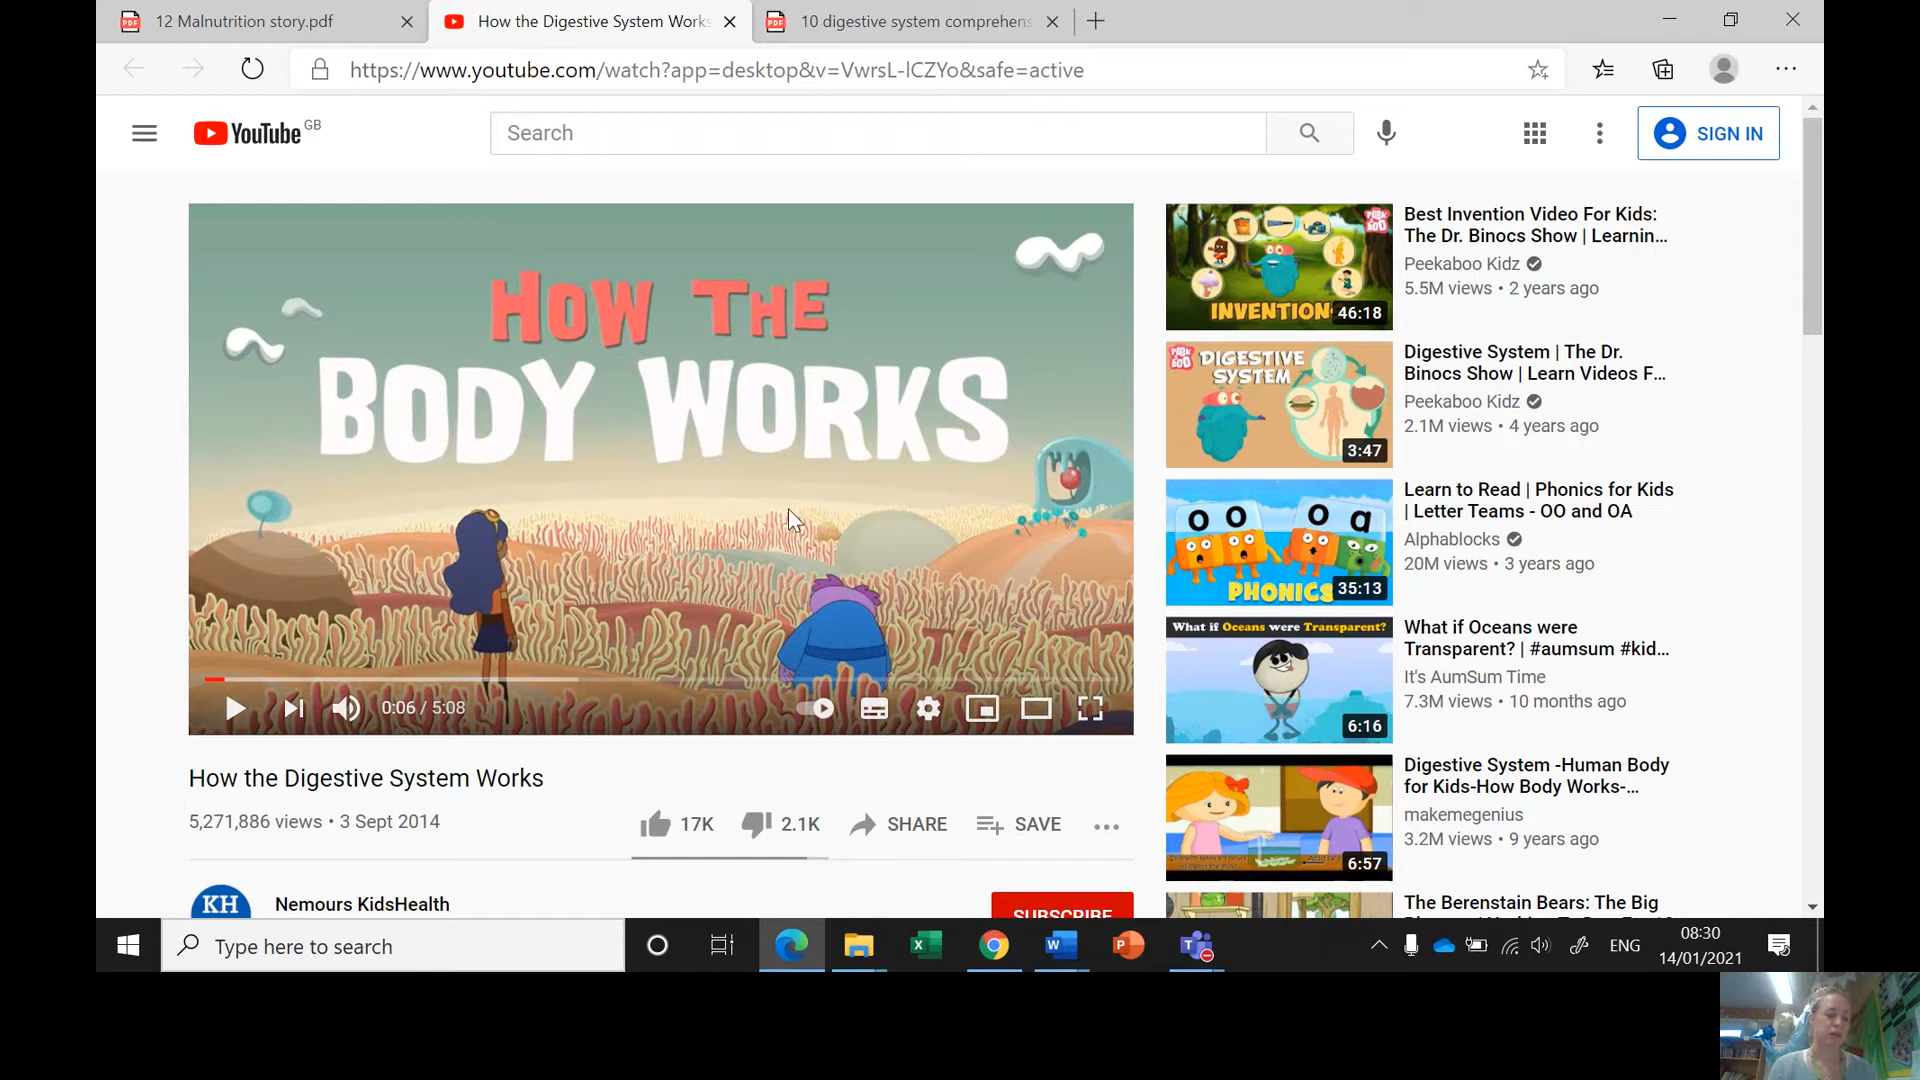 12 Malnutrition story.pdf
How the Digestive System Works
10 digestive system comprehens
https://www.youtube.com/watch?app=desktop&v=VwrsL-lCZYo&safe=active
YouTube GB
Search
SIGN IN
HOW THE
BODY WORKS
0:06 / 5:08
How the Digestive System Works
5,271,886 views • 3 Sept 2014
17K
2.1K
SHARE
SAVE
KH
Nemours KidsHealth
SUBSCRIBE
INVENTION
46:18
Best Invention Video For Kids:
The Dr. Binocs Show | Learnin...
Peekaboo Kidz
5.5M views • 2 years ago
DIGESTIVE
SYSTEM
3:47
Digestive System | The Dr.
Binocs Show | Learn Videos F...
Peekaboo Kidz
2.1M views • 4 years ago
oo oa
PHONICS
35:13
Learn to Read | Phonics for Kids
| Letter Teams - OO and OA
Alphablocks
20M views • 3 years ago
What if Oceans were Transparent?
6:16
What if Oceans were
Transparent? | #aumsum #kid...
It's AumSum Time
7.3M views • 10 months ago
6:57
Digestive System -Human Body
for Kids-How Body Works-...
makemegenius
3.2M views • 9 years ago
The Berenstain Bears: The Big
Type here to search
ENG
08:30
14/01/2021